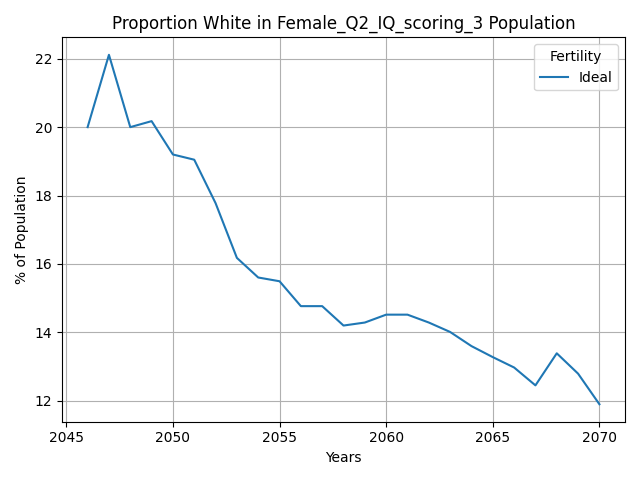 Proportion White in Female_Q2_IQ_scoring_3 Population
Fertility
Ideal
22
20
18
16
14
12
% of Population
2045
2050
2055
2060
2065
2070
Years